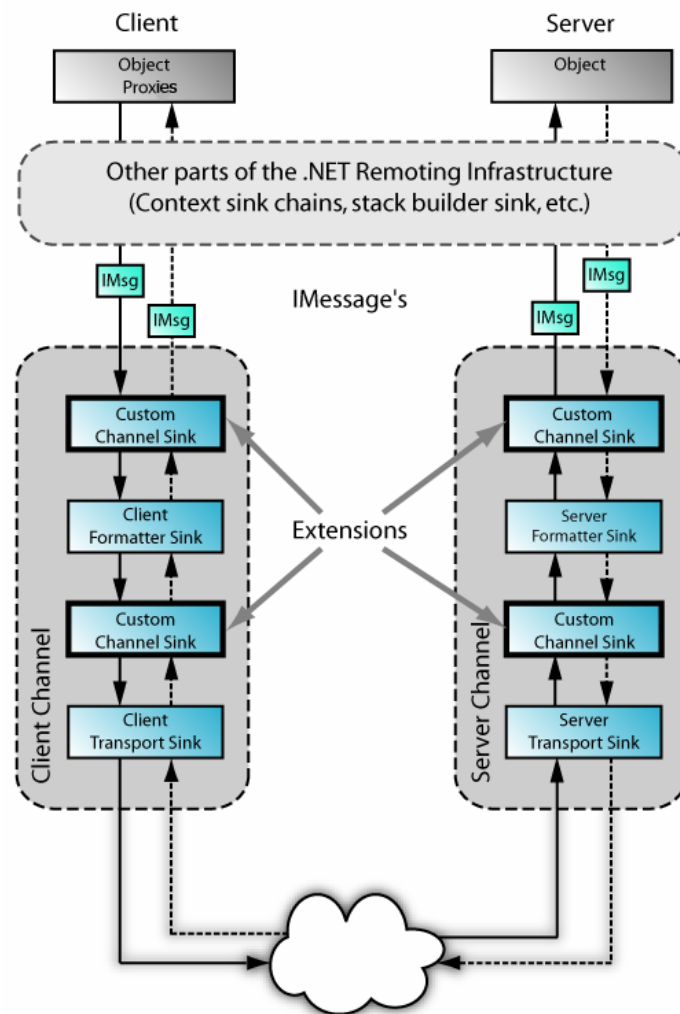 Client
Server
Object
Proxies
Object
Other parts of the .NET Remoting Infrastructure
(Context sink chains, stack builder sink, etc.)
IMsg
IMsg
IMessage's
IMsg
IMsg
Custom
Channel Sink
Custom
Channel Sink
Client
Formatter Sink
Extensions
Server
Formatter Sink
Custom
Channel Sink
Custom
Channel Sink
Client
Transport Sink
Server
Transport Sink
Client Channel
Server Channel